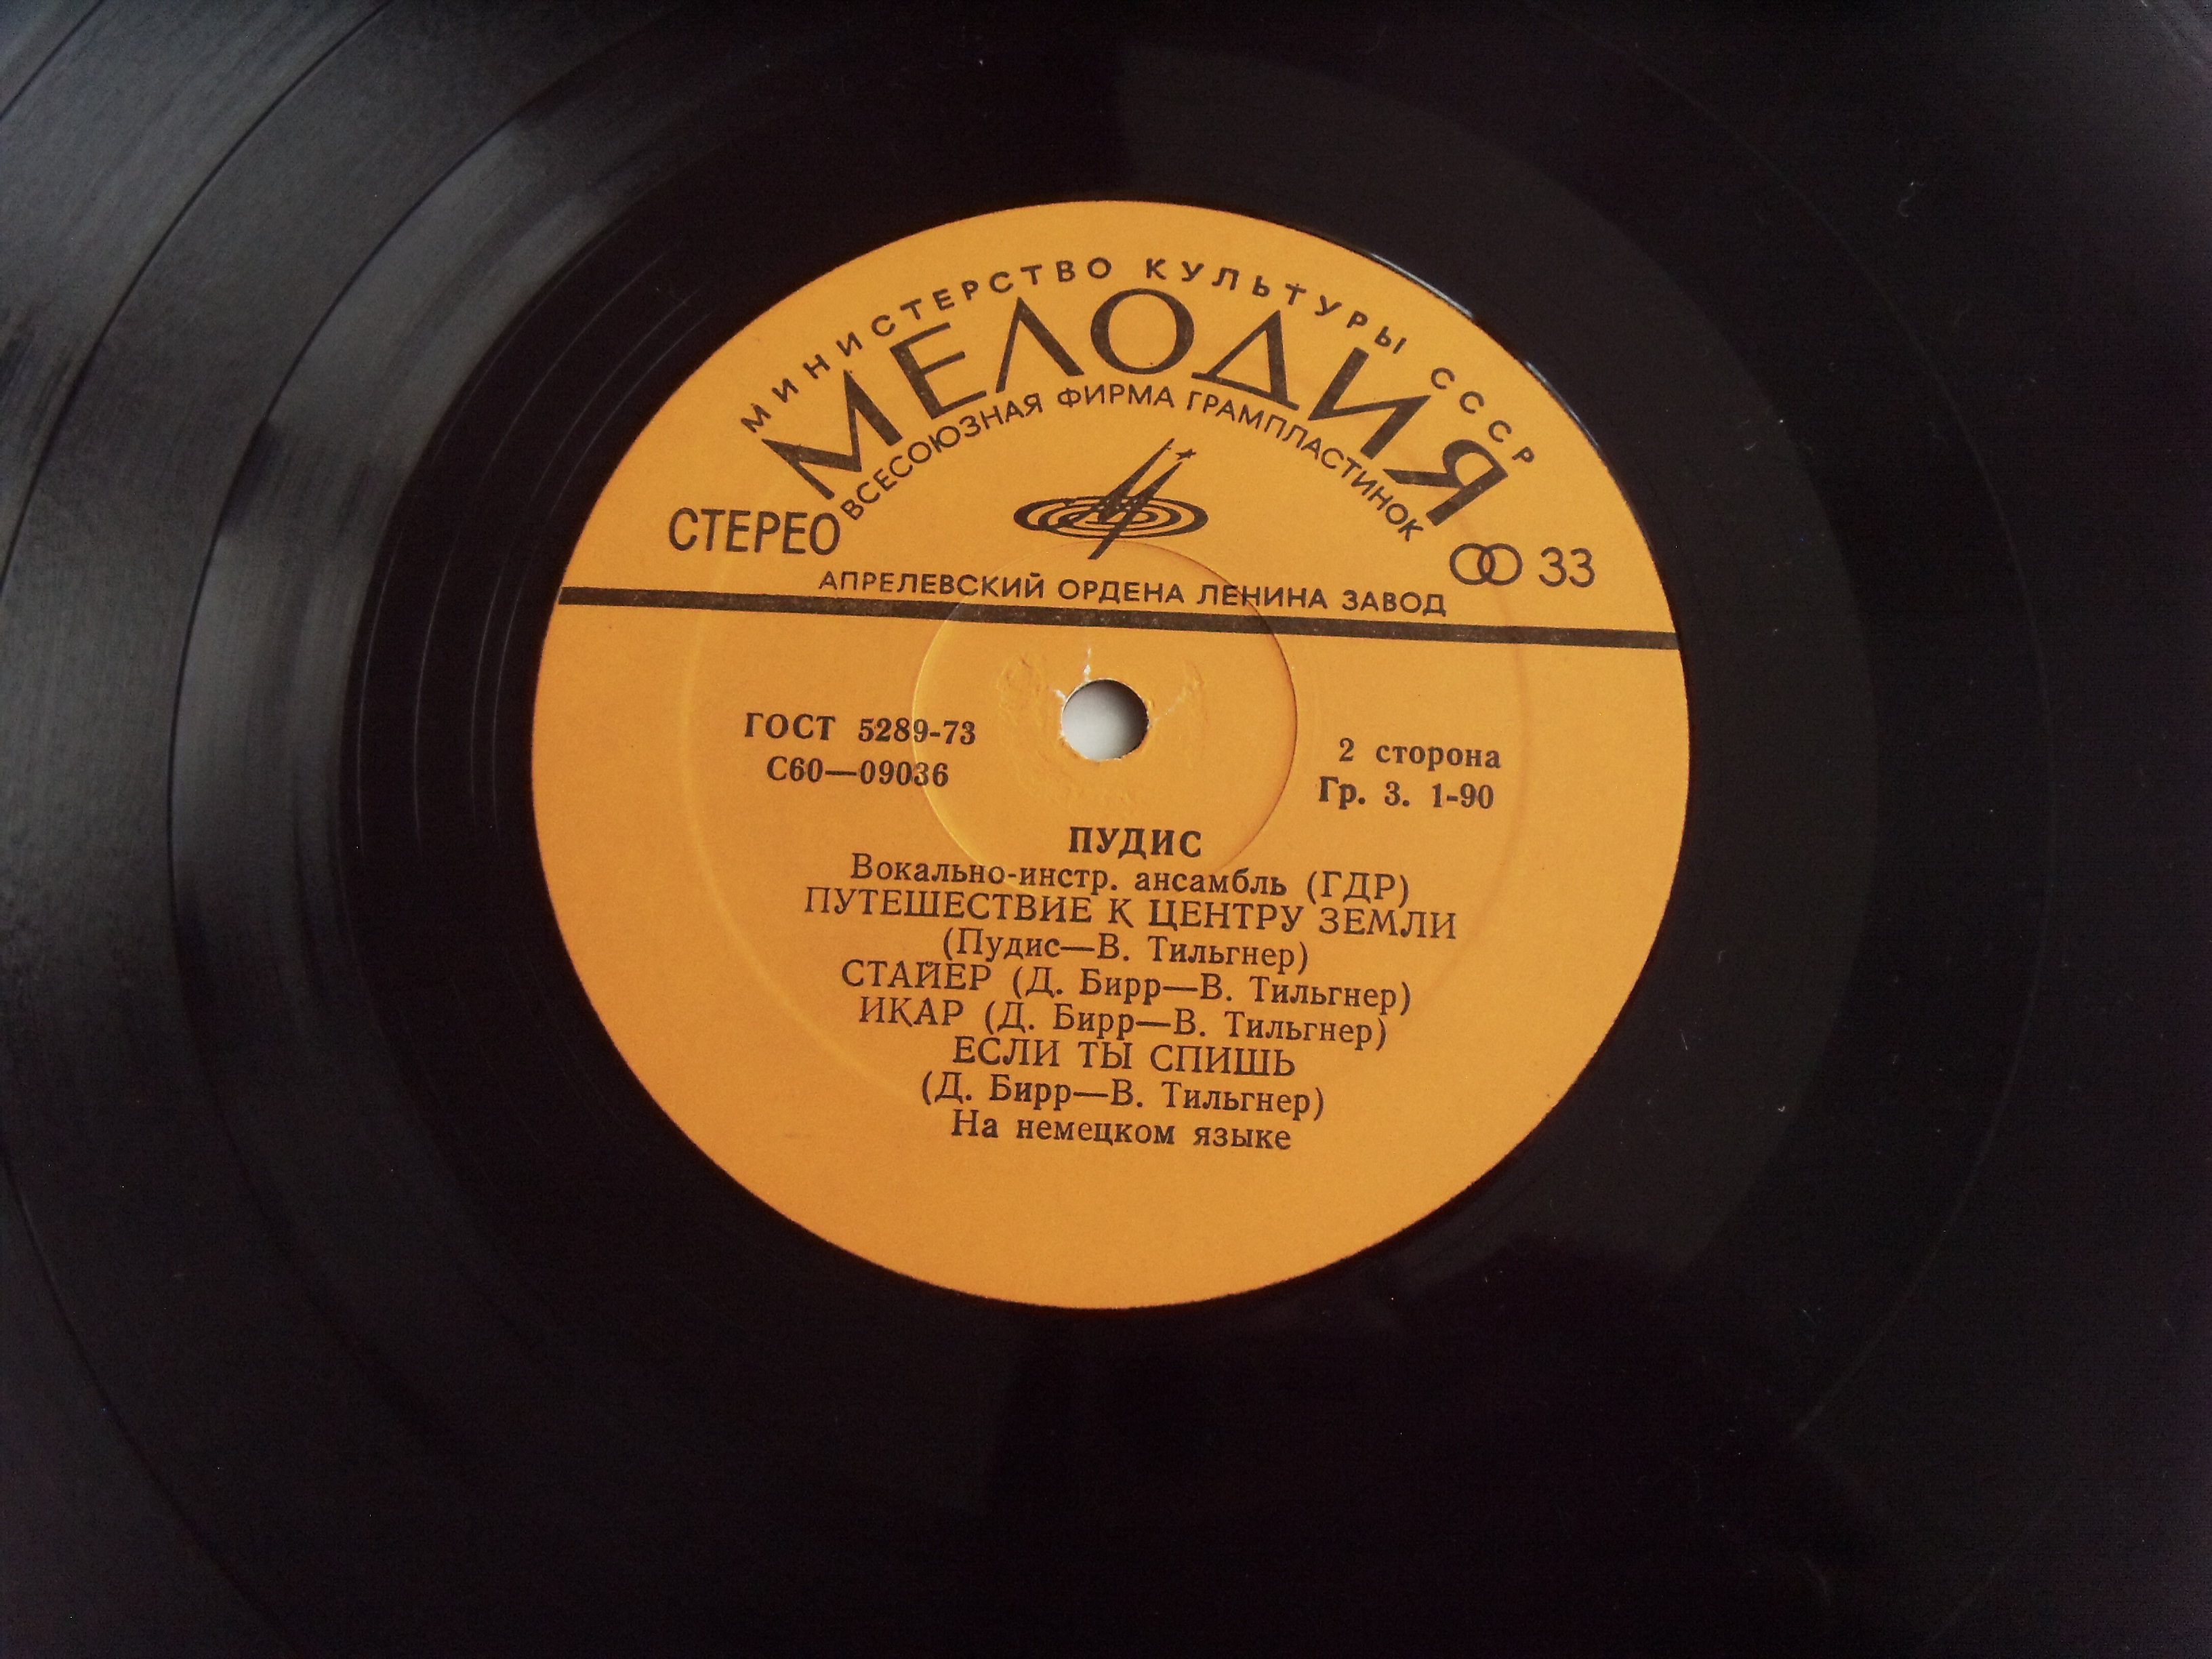 МИНИСТЕРСТВО КУЛЬТУРЫ СССР
МЕЛОДИЯ
ВСЕСОЮЗНАЯ ФИРМА ГРАМПЛАСТИНОК
СТЕРЕО
33
АПРЕЛЕВСКИЙ ОРДЕНА ЛЕНИНА ЗАВОД
ГОСТ 5289-73
С60—09036
2 сторона
Гр. 3. 1-90
ПУДИС
Вокально-инстр. ансамбль (ГДР)
ПУТЕШЕСТВИЕ К ЦЕНТРУ ЗЕМЛИ
(Пудис—В. Тильгнер)
СТАЙЕР (Д. Бирр—В. Тильгнер)
ИКАР (Д. Бирр—В. Тильгнер)
ЕСЛИ ТЫ СПИШЬ
(Д. Бирр—В. Тильгнер)
На немецком языке